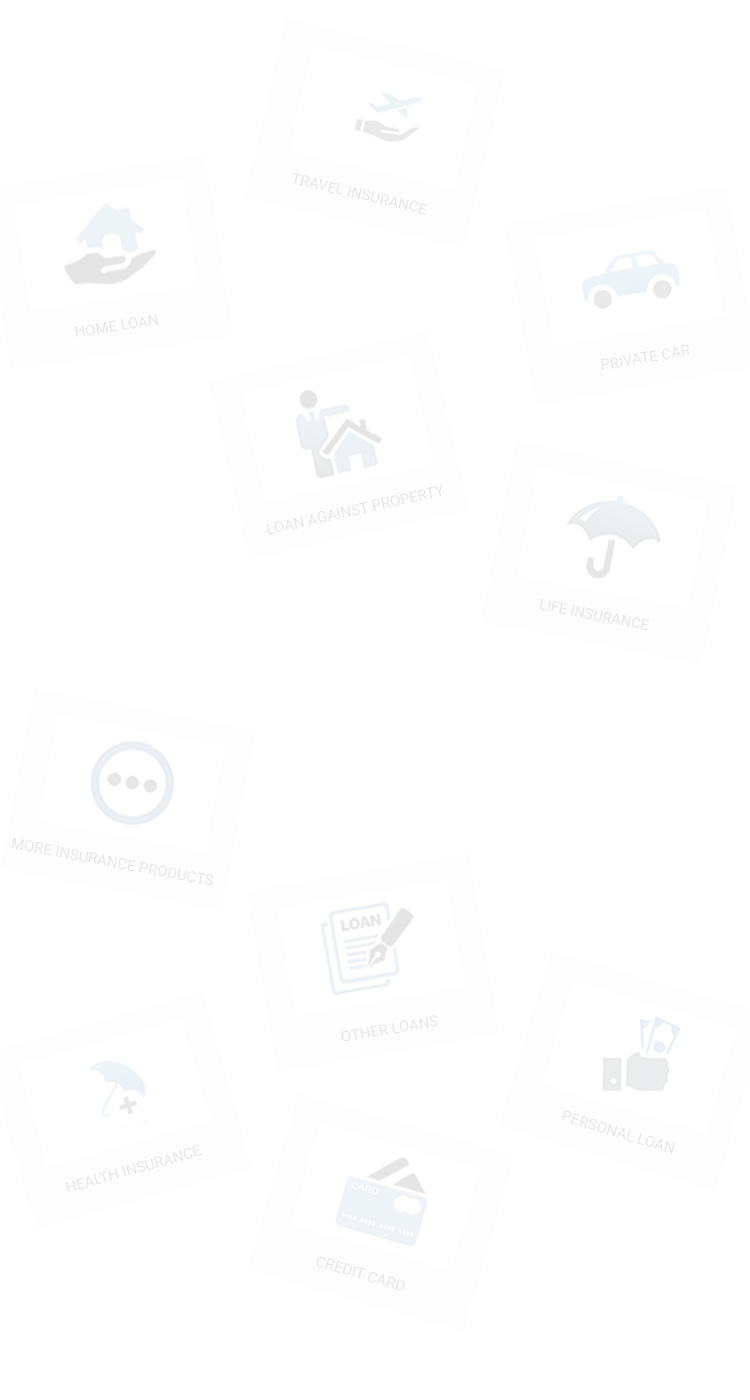 TRAVEL INSURANCE
HOME LOAN
PRIVATE CAR
LOAN AGAINST PROPERTY
LIFE INSURANCE
MORE INSURANCE PRODUCTS
LOAN
OTHER LOANS
PERSONAL LOAN
HEALTH INSURANCE
CARD
CREDIT CARD